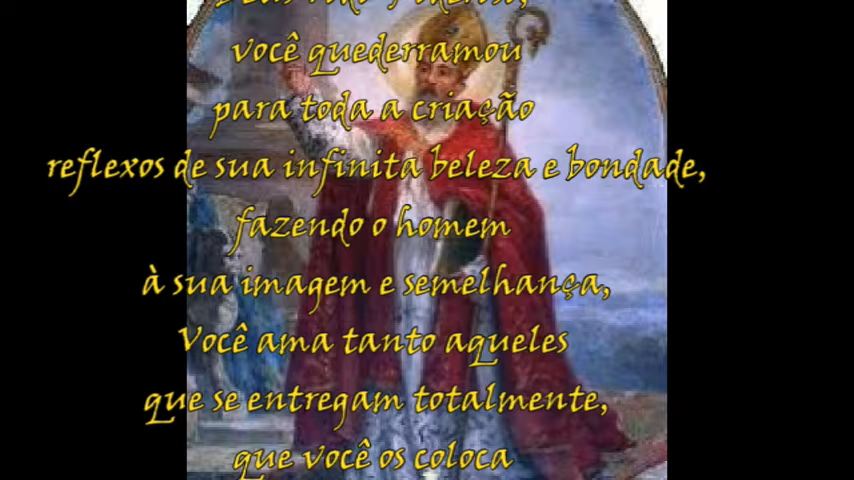 você quederramou
para toda a criação
reflexos de sua infinita beleza e bondade,
fazendo o homem
à sua imagem e semelhança,
Você ama tanto aqueles
que se entregam totalmente,
que você os coloca